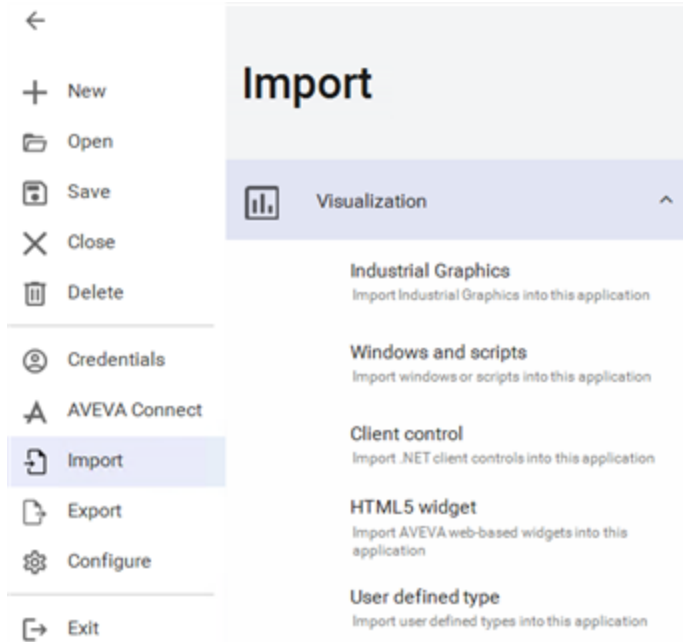 New
Open
Save
Close
Delete
Credentials
AVEVA Connect
Import
Export
Configure
Exit
Import
Visualization
Industrial Graphics
Import Industrial Graphics into this application
Windows and scripts
Import windows or scripts into this application
Client control
Import .NET client controls into this application
HTML5 widget
Import AVEVA web-based widgets into this
application
User defined type
Import user defined types into this application